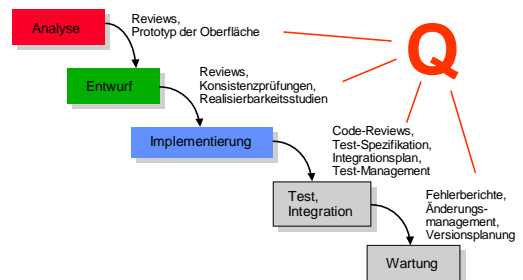 Analyse
Reviews,
Prototyp der Oberfläche
Q
Entwurf
Reviews,
Konsistenzprüfungen,
Realisierbarkeitsstudien
Implementierung
Code-Reviews,
Test-Spezifikation,
Integrationsplan,
Test-Management
Test,
Integration
Fehlerberichte,
Änderungs-
management,
Versionsplanung
Wartung